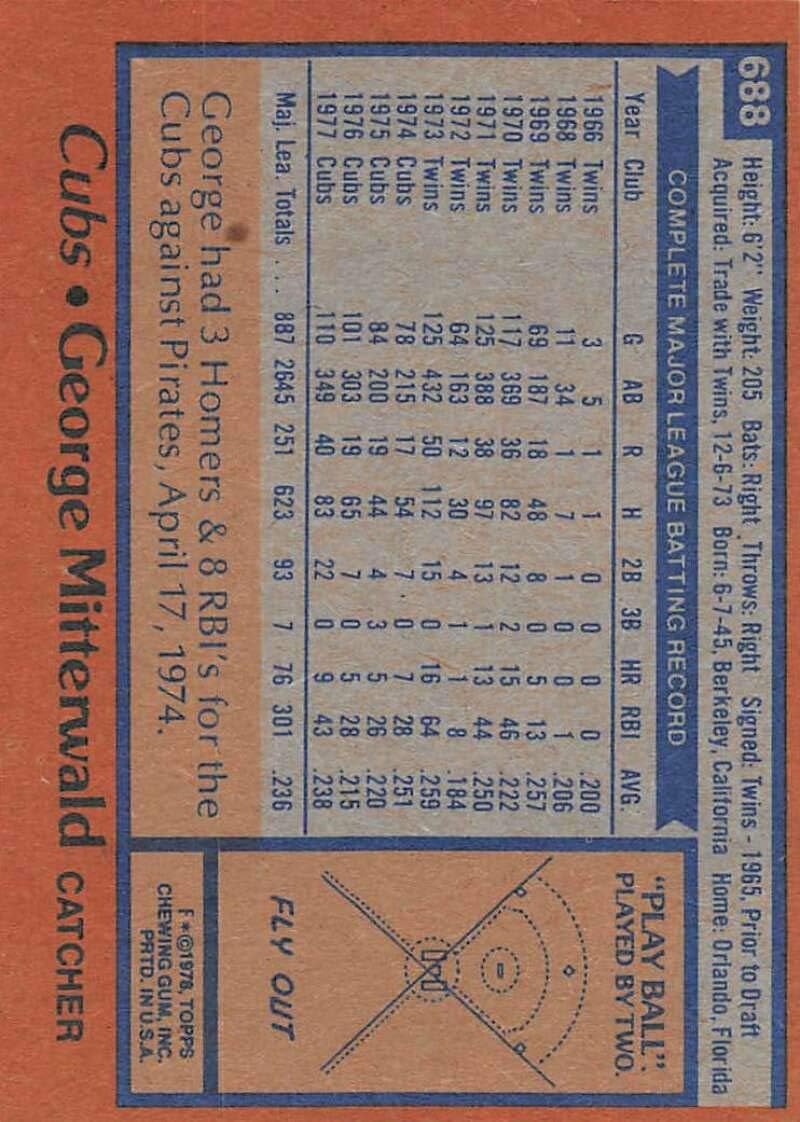 688
Height: 6'2" Weight: 205 Bats: Right Throws: Right Signed: Twins - 1965, Prior to Draft
Acquired: Trade with Twins, 12-6-73 Born: 6-7-45, Berkeley, California Home: Orlando, Florida
COMPLETE MAJOR LEAGUE BATTING RECORD
Year Club G AB R H 2B 3B HR RBI AVG.
1966 Twins 3 5 1 1 0 0 0 0 .200
1968 Twins 11 34 1 7 1 0 0 1 .206
1969 Twins 69 187 18 48 8 0 5 13 .257
1970 Twins 117 369 36 82 12 2 15 46 .222
1971 Twins 125 388 38 97 13 1 13 44 .250
1972 Twins 64 163 12 30 4 1 1 8 .184
1973 Twins 125 432 50 112 15 0 16 64 .259
1974 Cubs 78 215 17 54 7 0 7 28 .251
1975 Cubs 84 200 19 44 4 3 5 26 .220
1976 Cubs 101 303 19 65 7 0 5 28 .215
1977 Cubs 110 349 40 83 22 0 9 43 .238
Maj. Lea. Totals . . . 887 2645 251 623 93 7 76 301 .236
George had 3 Homers & 8 RBI's for the
Cubs against Pirates, April 17, 1974.
"PLAY BALL":
PLAYED BY TWO.
FLY OUT
F*©1978, TOPPS
CHEWING GUM, INC.
PRTD. IN U.S.A.
Cubs • George Mitterwald CATCHER